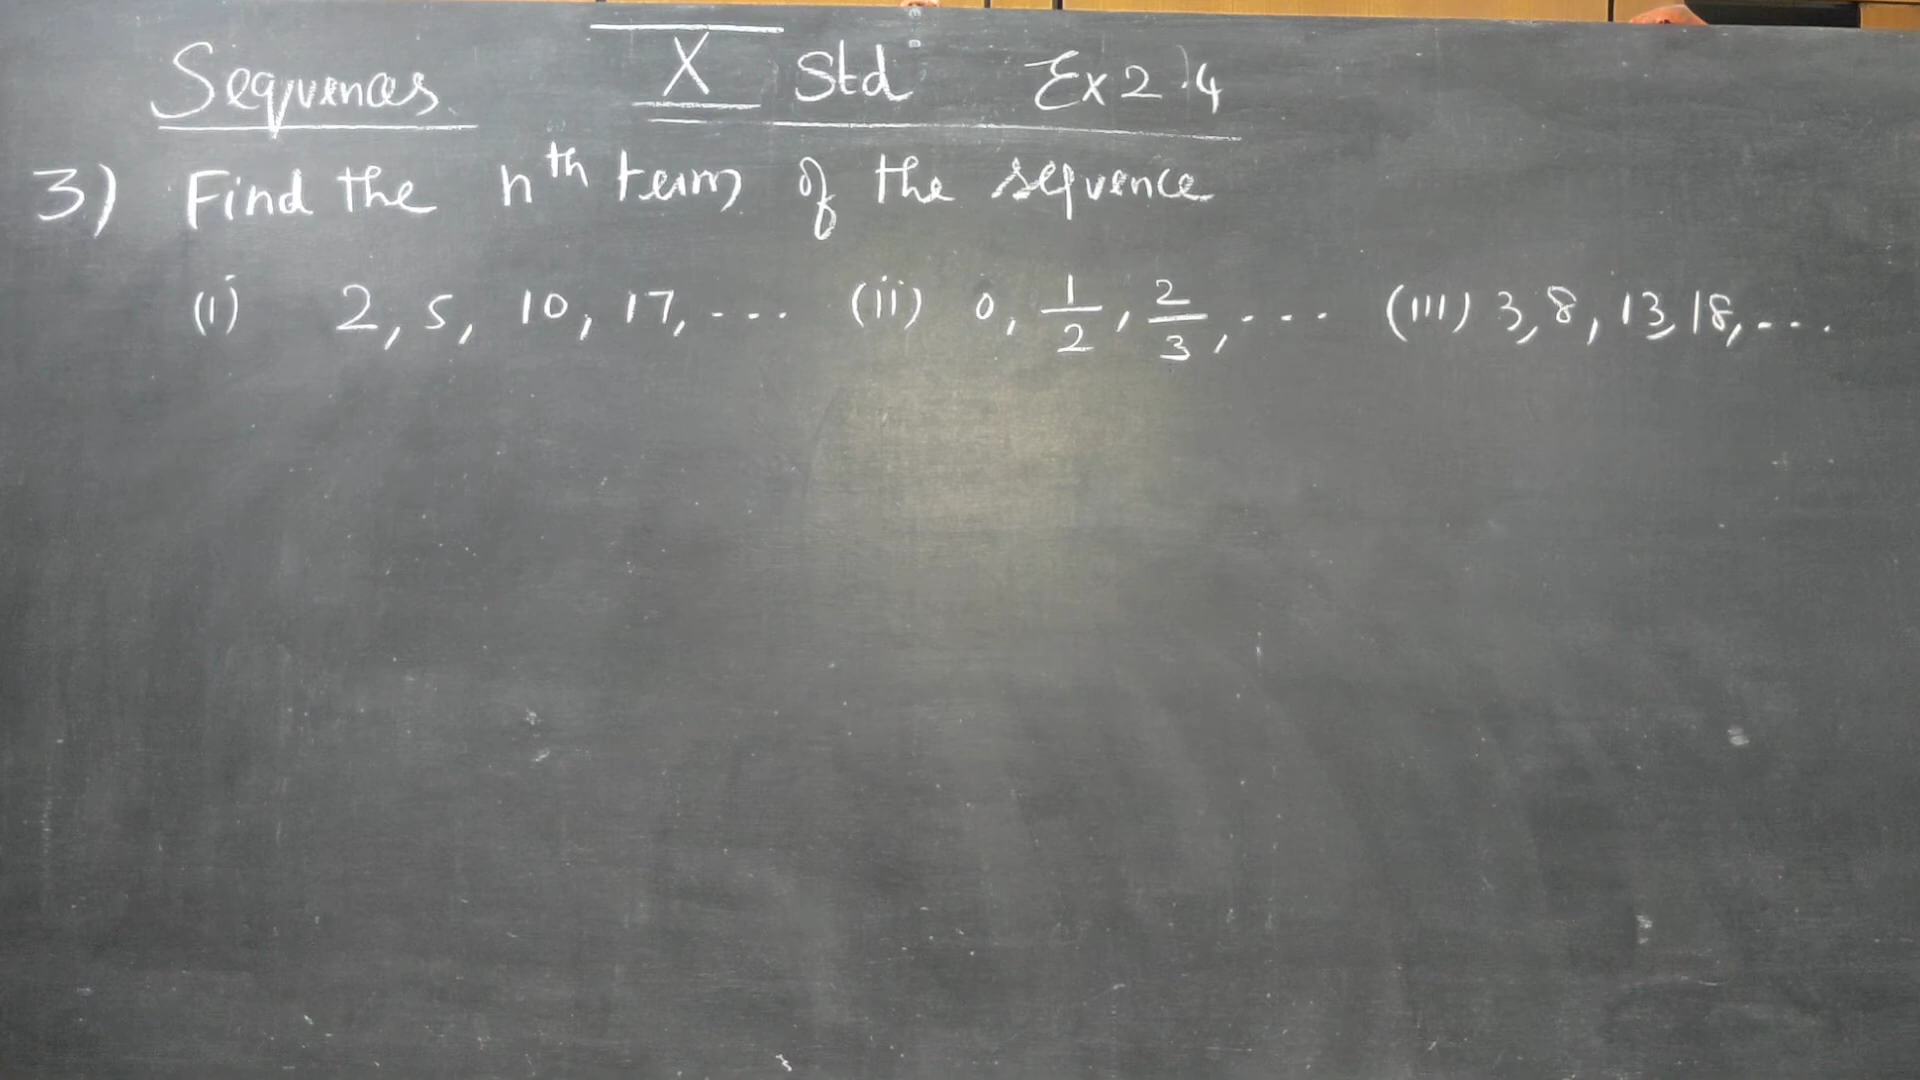 Sequences X Std Ex 2.4
3) Find the nth term of the sequence
(i) 2, 5, 10, 17, ... (ii) 0, 1/2, 2/3, ... (iii) 3, 8, 13, 18, ...